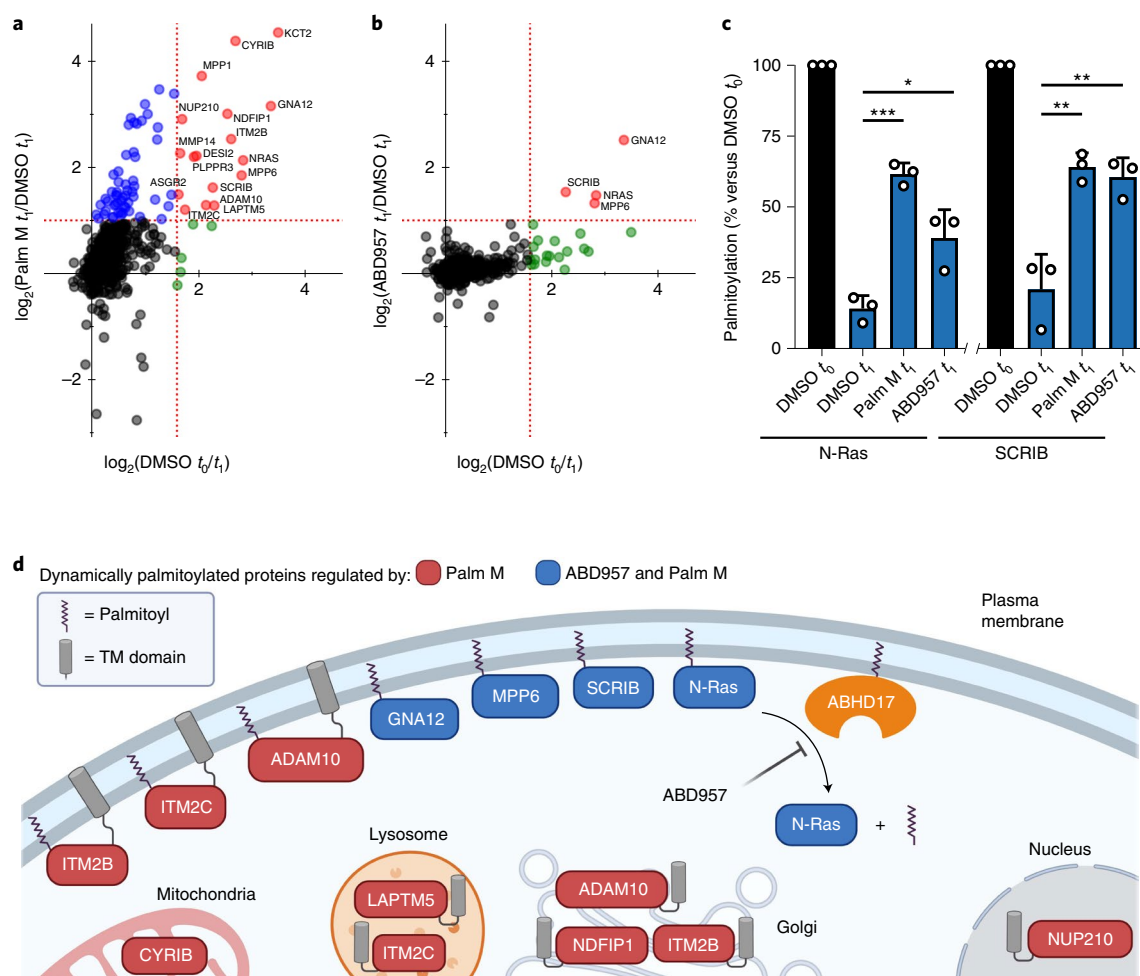 a
log2(Palm M t1/DMSO t1)
4
2
−2
2
4
log2(DMSO t0/t1)
KCT2
CYRIB
MPP1
GNA12
NUP210
NDFIP1
ITM2B
MMP14
DESI2
NRAS
PLPPR3
MPP6
ASGR2
SCRIB
ADAM10
LAPTM5
ITM2C
b
log2(ABD957 t1/DMSO t1)
4
2
−2
2
4
log2(DMSO t0/t1)
GNA12
SCRIB
NRAS
MPP6
c
Palmitoylation (% versus DMSO t0)
100
75
50
25
0
*
***
**
**
DMSO t0
DMSO t1
Palm M t1
ABD957 t1
DMSO t0
DMSO t1
Palm M t1
ABD957 t1
N-Ras
SCRIB
d
Dynamically palmitoylated proteins regulated by: Palm M ABD957 and Palm M
= Palmitoyl
= TM domain
Plasma
membrane
N-Ras
SCRIB
MPP6
GNA12
ABHD17
ADAM10
ITM2C
ITM2B
ABD957
N-Ras +
Mitochondria
CYRIB
Lysosome
LAPTM5
ITM2C
ADAM10
NDFIP1
ITM2B
Golgi
Nucleus
NUP210